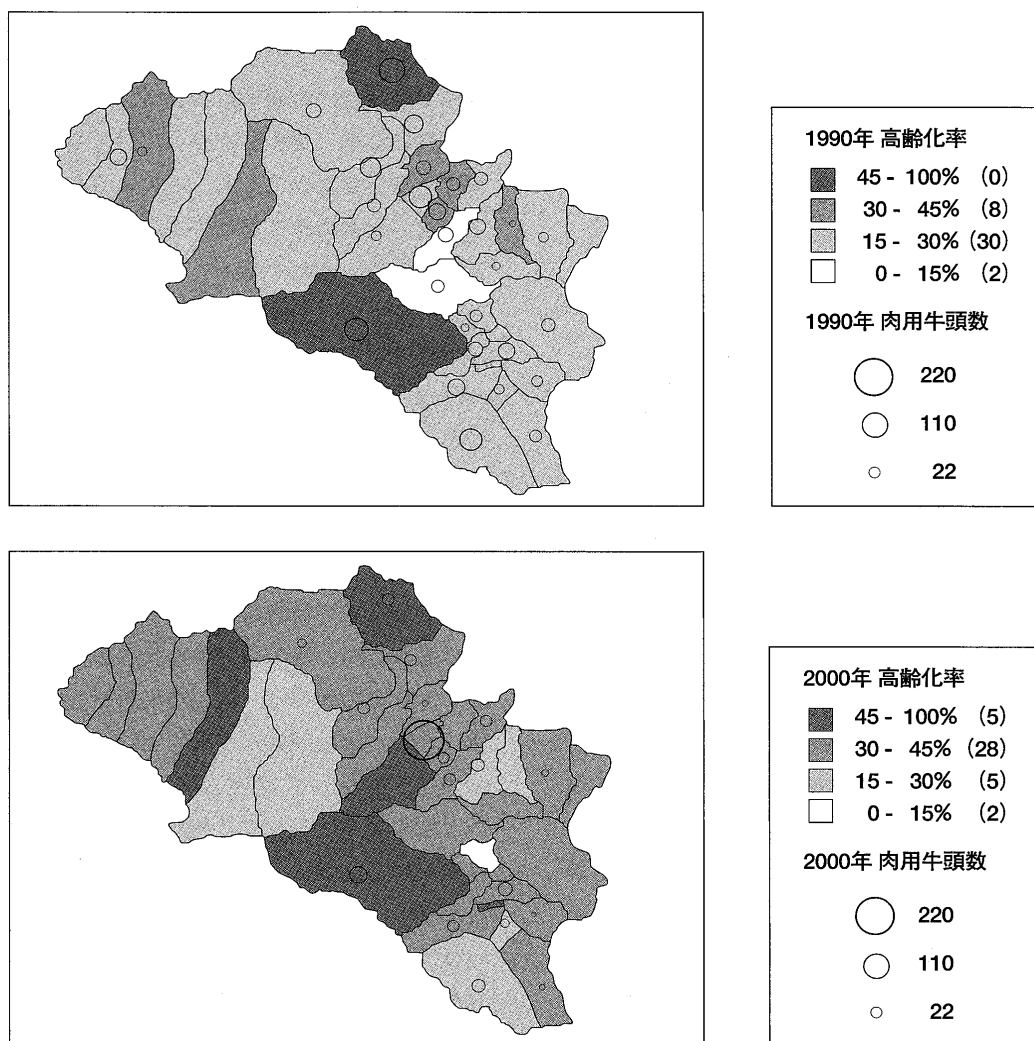 1990年 高齢化率
45 - 100% (0)
30 - 45% (8)
15 - 30% (30)
0 - 15% (2)
1990年 肉用牛頭数
220
110
22
2000年 高齢化率
45 - 100% (5)
30 - 45% (28)
15 - 30% (5)
0 - 15% (2)
2000年 肉用牛頭数
220
110
22